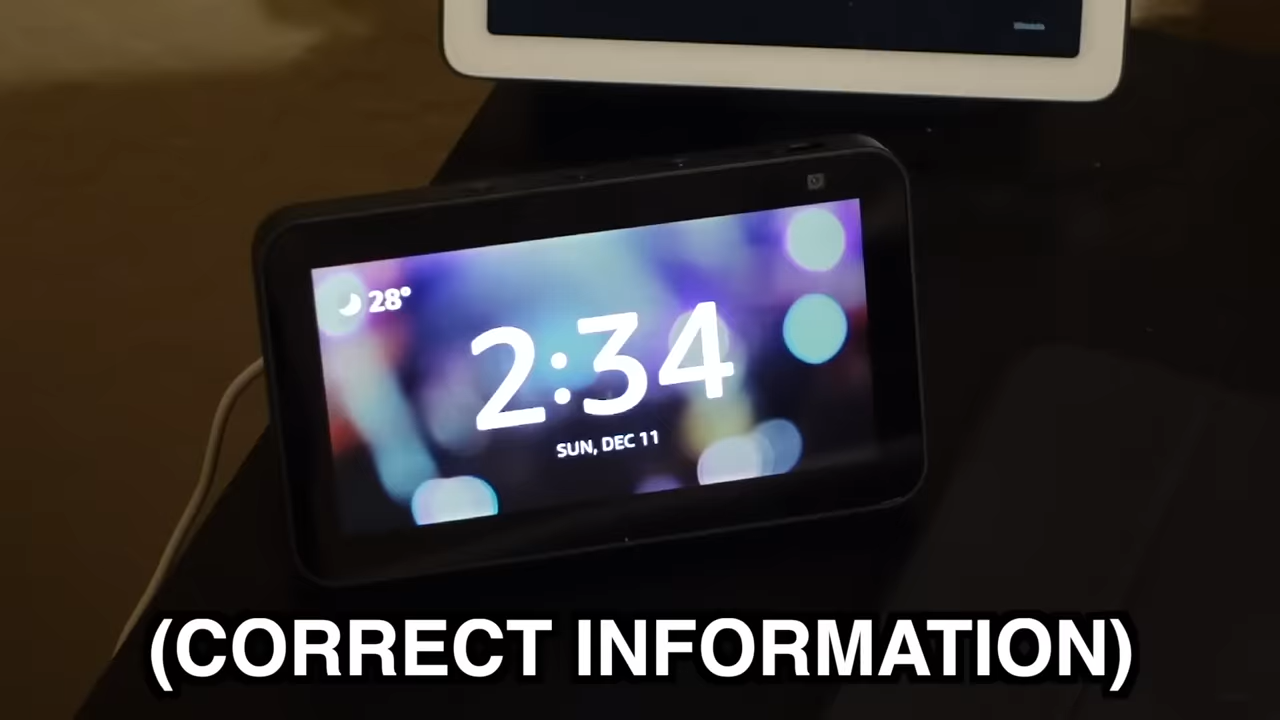 28°
2:34
SUN, DEC 11
(CORRECT INFORMATION)